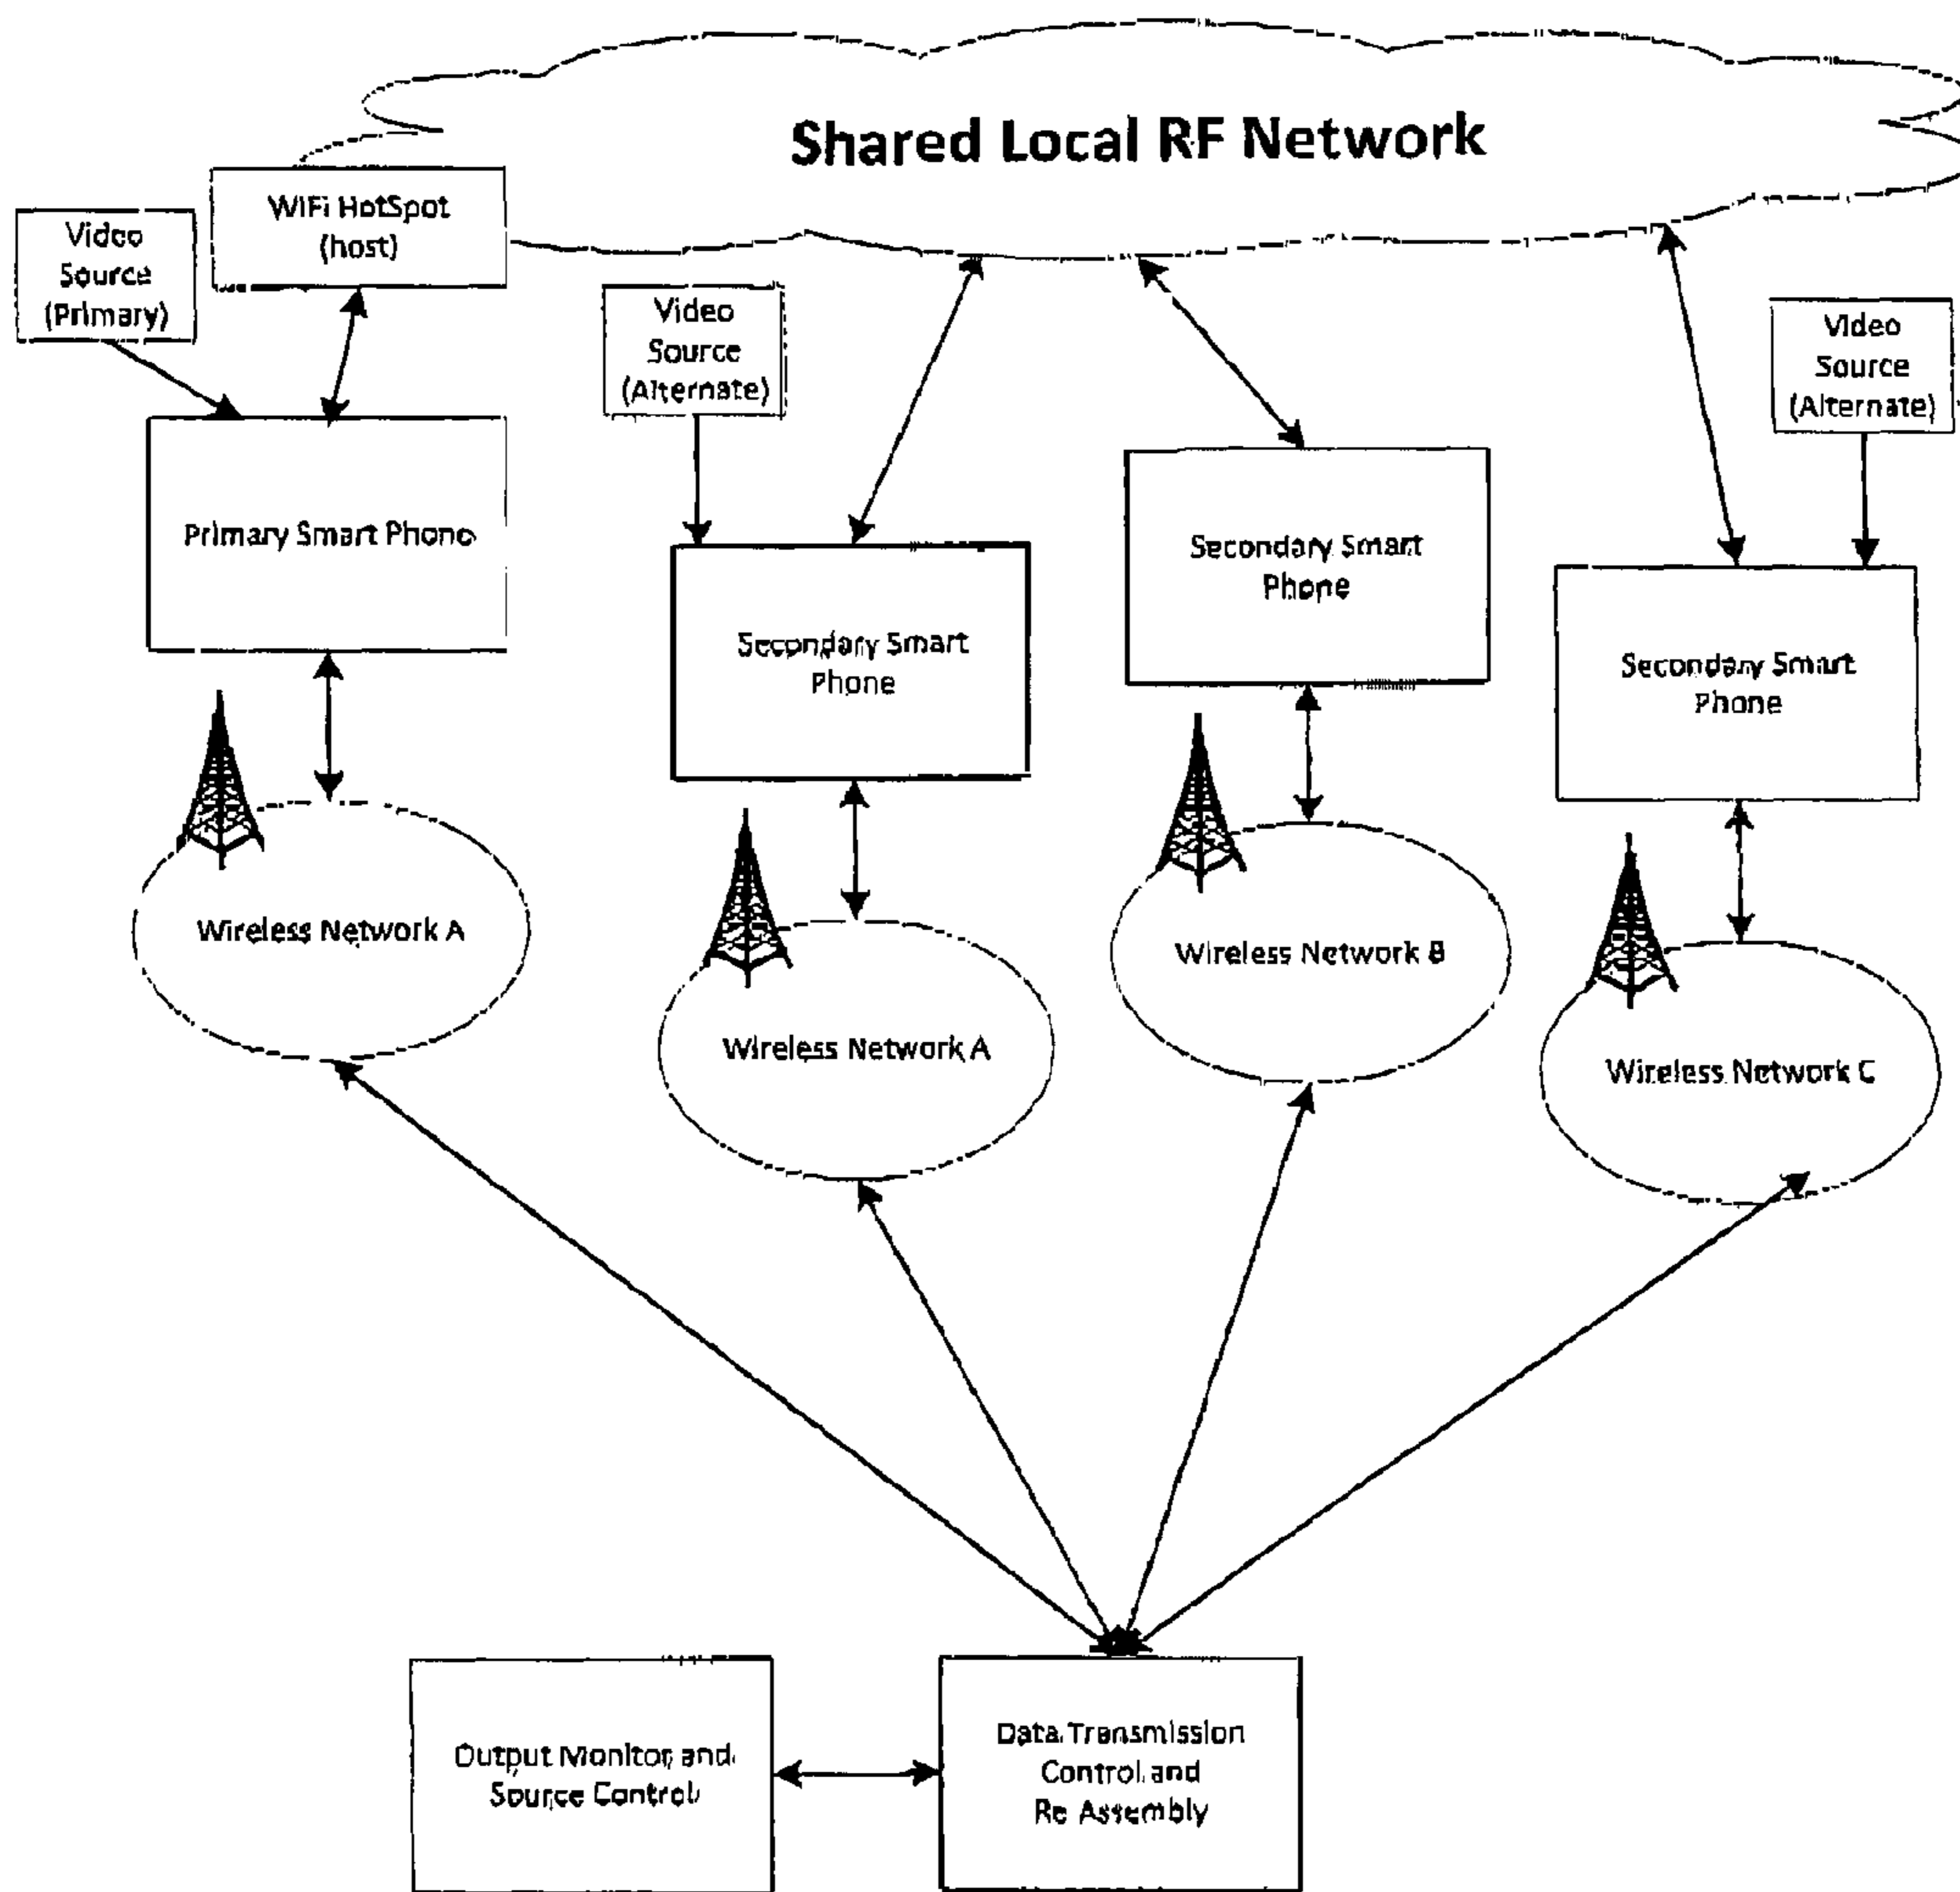 Shared Local RF Network
WiFi HotSpot
(host)
Video
Source
(Primary)
Video
Source
(Alternate)
Video
Source
(Alternate)
Primary Smart Phone
Secondary Smart
Phone
Secondary Smart
Phone
Secondary Smart
Phone
Wireless Network A
Wireless Network A
Wireless Network B
Wireless Network C
Output Monitor and
Source Control
Data Transmission
Control and
Re Assembly